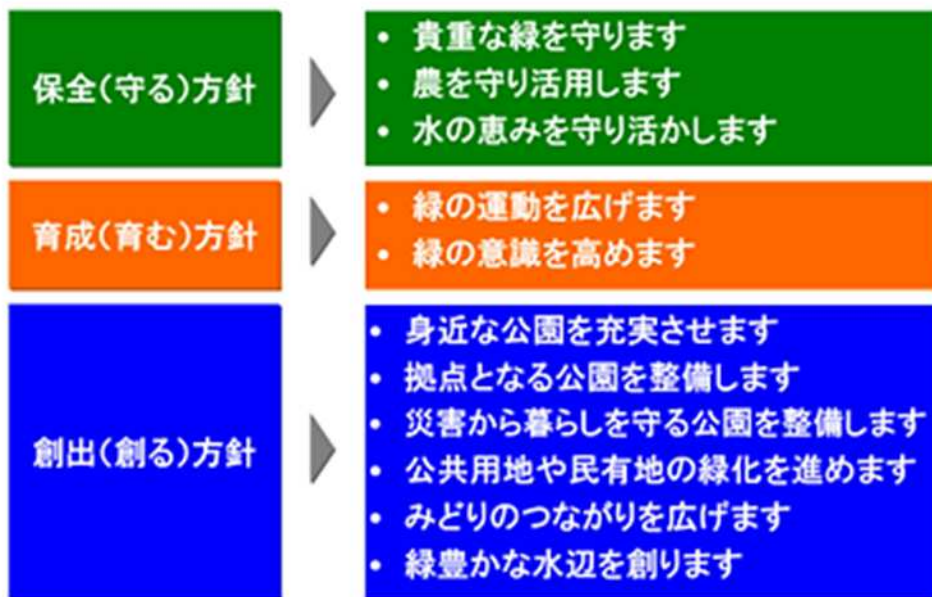 保全(守る)方針
• 貴重な緑を守ります
• 農を守り活用します
• 水の恵みを守り活かします
育成(育む)方針
• 緑の運動を広げます
• 緑の意識を高めます
創出(創る)方針
• 身近な公園を充実させます
• 拠点となる公園を整備します
• 災害から暮らしを守る公園を整備します
• 公共用地や民有地の緑化を進めます
• みどりのつながりを広げます
• 緑豊かな水辺を創ります